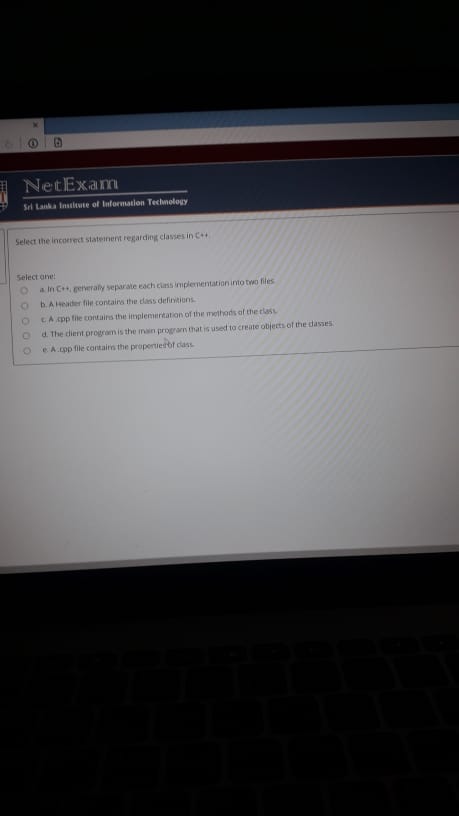 NetExam
Sri Lanka Institute of Information Technology
Select the incorrect statement regarding classes in C++.
Select one:
a. In C++, generally separate each class implementation into two files
b. A Header file contains the class definitions.
c. A .cpp file contains the implementation of the methods of the class.
d. The client program is the main program that is used to create objects of the classes.
e. A .cpp file contains the properties of class.